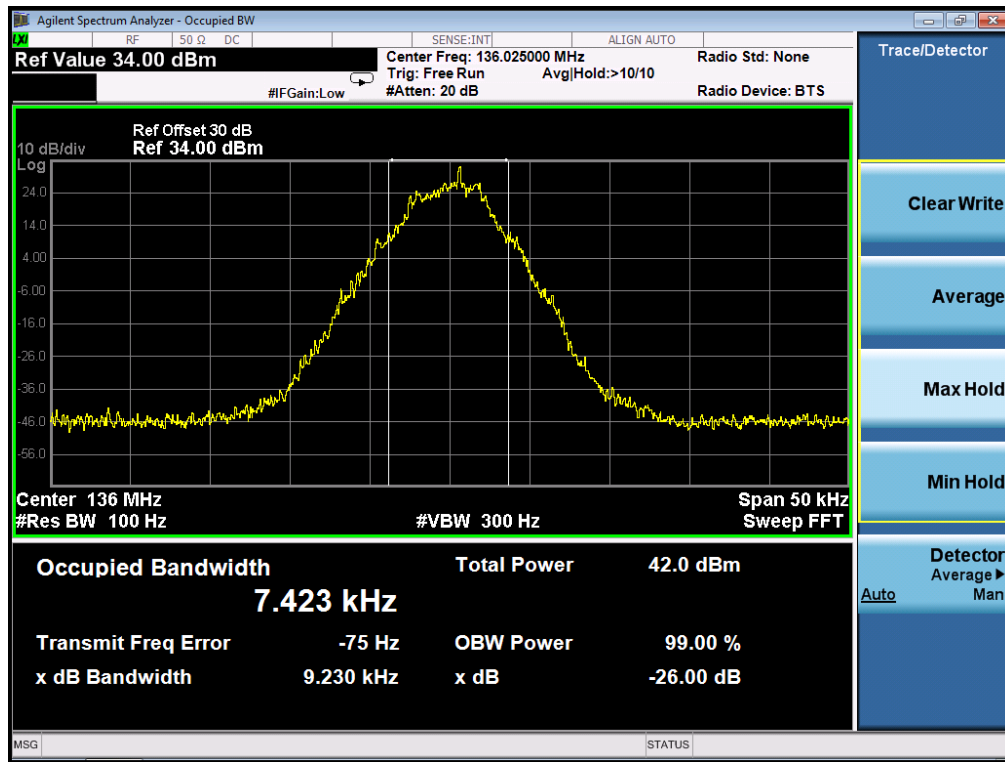 Agilent Spectrum Analyzer - Occupied BW
LXI RF 50 Ω DC SENSE:INT ALIGN AUTO
Ref Value 34.00 dBm
Center Freq: 136.025000 MHz Radio Std: None
Trig: Free Run Avg|Hold:>10/10
#IFGain:Low #Atten: 20 dB Radio Device: BTS
Ref Offset 30 dB
10 dB/div Ref 34.00 dBm
Log
24.0
14.0
4.00
-6.00
-16.0
-26.0
-36.0
-46.0
-56.0
Center 136 MHz Span 50 kHz
#Res BW 100 Hz #VBW 300 Hz Sweep FFT
Occupied Bandwidth Total Power 42.0 dBm
7.423 kHz
Transmit Freq Error -75 Hz OBW Power 99.00 %
x dB Bandwidth 9.230 kHz x dB -26.00 dB
MSG STATUS
Trace/Detector
Clear Write
Average
Max Hold
Min Hold
Detector
Average
Auto Man